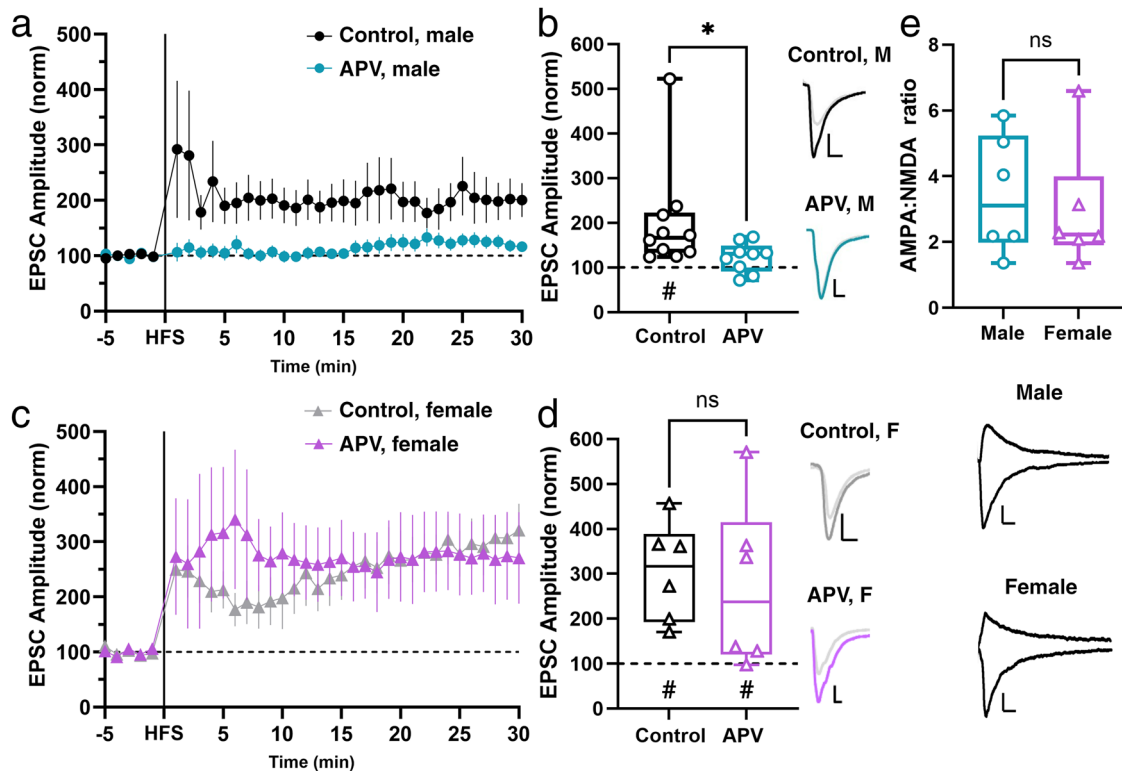 a
500
400
300
200
100
0
EPSC Amplitude (norm)
Control, male
APV, male
-5
HFS
5
10
15
20
25
30
Time (min)
b
600
500
400
300
200
100
0
EPSC Amplitude (norm)
*
#
Control
APV
Control, M
APV, M
e
8
6
4
2
0
AMPA:NMDA ratio
ns
Male
Female
c
500
400
300
200
100
0
EPSC Amplitude (norm)
Control, female
APV, female
-5
HFS
5
10
15
20
25
30
Time (min)
d
600
500
400
300
200
100
0
EPSC Amplitude (norm)
ns
#
#
Control
APV
Control, F
APV, F
Male
Female